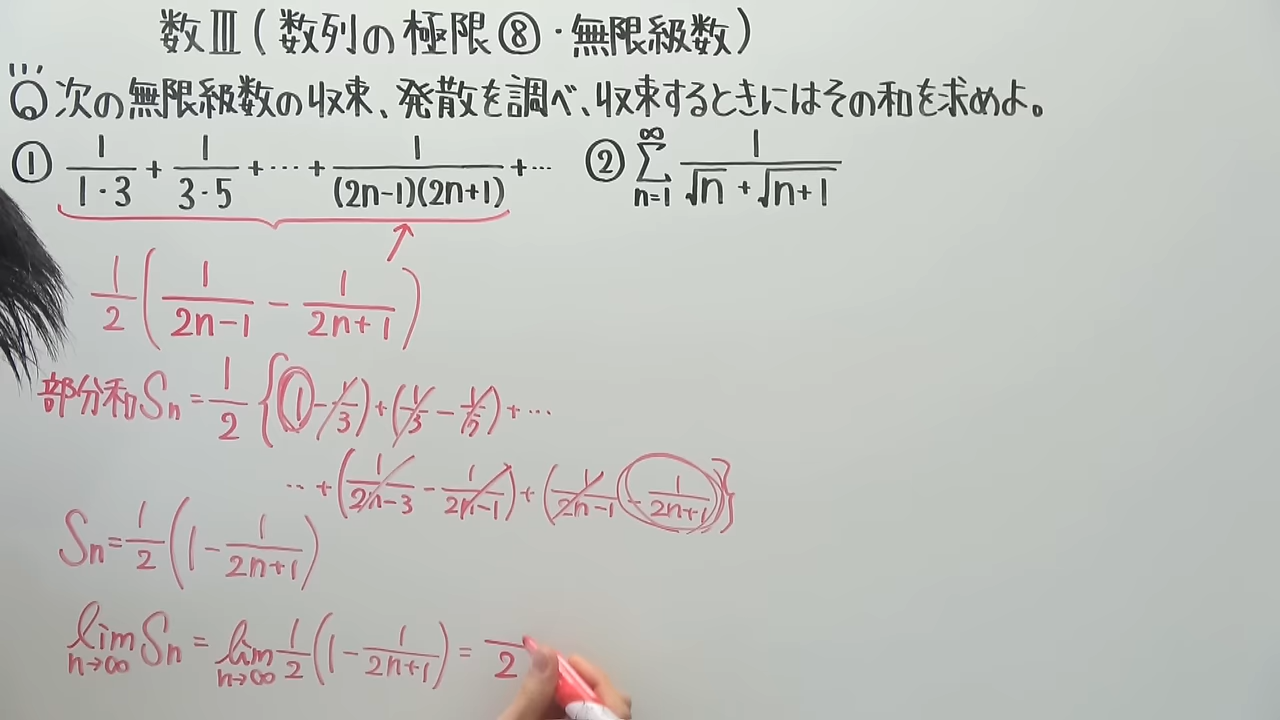 数Ⅲ(数列の極限⑧・無限級数)
Q 次の無限級数の収束、発散を調べ、収束するときにはその和を求めよ。
① 1/(1・3) + 1/(3・5) + … + 1/((2n-1)(2n+1)) + …
② ∞ Σ n=1 1/(√n + √n+1)
1/2 (1/(2n-1) - 1/(2n+1))
部分和 Sn = 1/2 {(1 - 1/3) + (1/3 - 1/5) + …
… + (1/(2n-3) - 1/(2n-1)) + (1/(2n-1) - 1/(2n+1))}
Sn = 1/2 (1 - 1/(2n+1))
lim n→∞ Sn = lim n→∞ 1/2 (1 - 1/(2n+1)) = /2